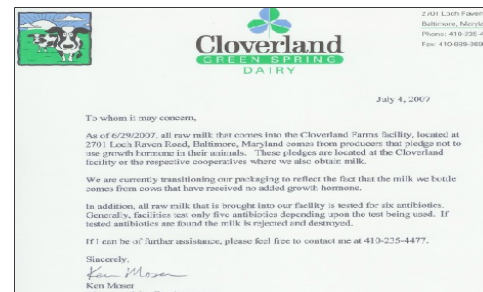 2701 Loch Raven
Baltimore, Maryla
Phone: 410-235-4
Fax: 410-889-369
Cloverland
GREEN SPRING
DAIRY
July 4, 2007
To whom it may concern,
As of 6/29/2007, all raw milk that comes into the Cloverland Farms facility, located at
2701 Loch Raven Road, Baltimore, Maryland comes from producers that pledge not to
use growth hormone in their animals. These pledges are located at the Cloverland
facility or the respective cooperatives where we also obtain milk.
We are currently transitioning our packaging to reflect the fact that the milk we bottle
comes from cows that have received no added growth hormone.
In addition, all raw milk that is brought into our facility is tested for six antibiotics.
Generally, facilities test only five antibiotics depending upon the test being used. If
tested antibiotics are found the milk is rejected and destroyed.
If I can be of further assistance, please feel free to contact me at 410-235-4477.
Sincerely,
Ken Moser
Ken Moser